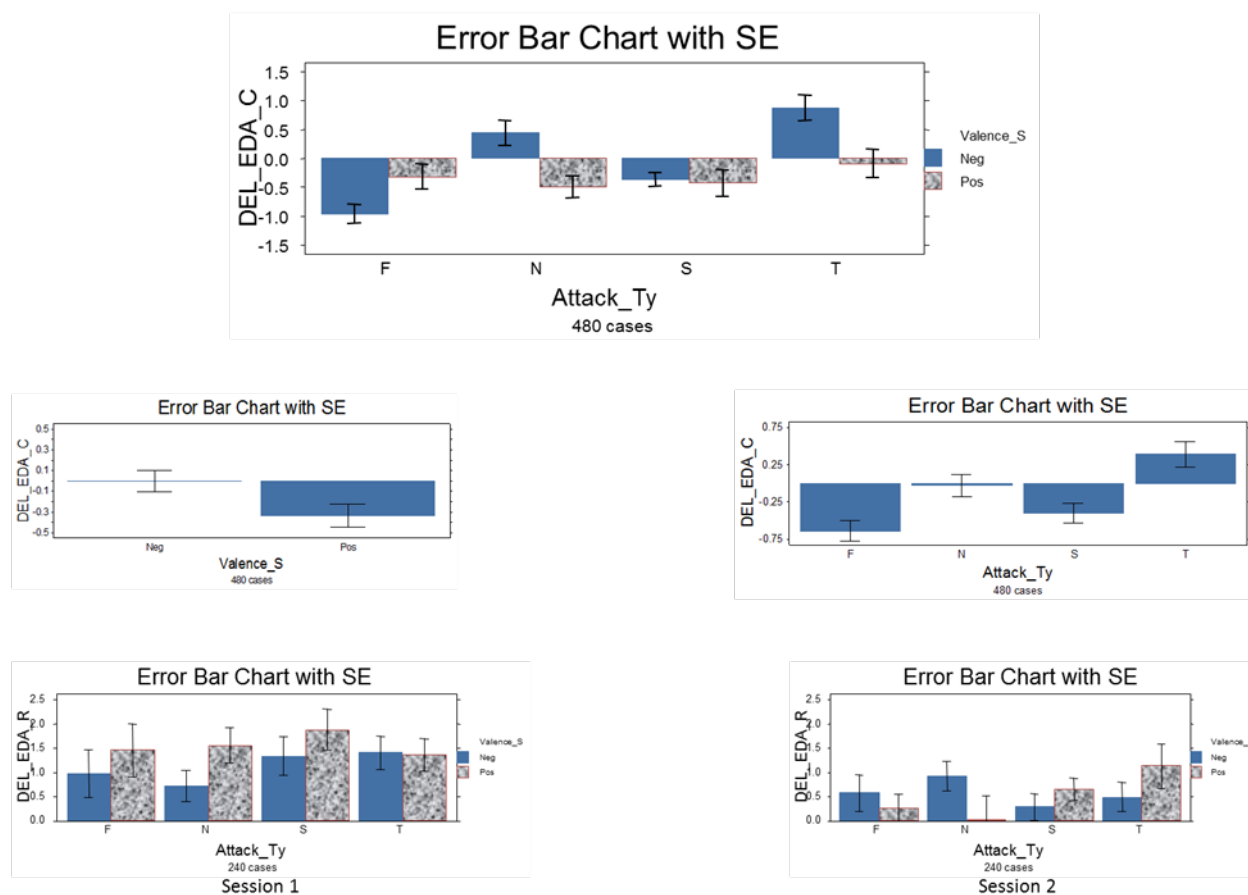 Error Bar Chart with SE
DEL_EDA_C
1.5
1.0
0.5
0.0
-0.5
-1.0
-1.5
F N S T
Attack_Ty
480 cases
Valence_S
Neg
Pos
Error Bar Chart with SE
DEL_EDA_C
0.5
0.3
0.1
-0.1
-0.3
-0.5
Neg Pos
Valence_S
480 cases
Error Bar Chart with SE
DEL_EDA_C
0.75
0.25
-0.25
-0.75
F N S T
Attack_Ty
480 cases
Error Bar Chart with SE
DEL_EDA_R
2.5
2.0
1.5
1.0
0.5
0.0
F N S T
Attack_Ty
240 cases
Valence_S
Neg
Pos
Session 1
Error Bar Chart with SE
DEL_EDA_R
2.5
2.0
1.5
1.0
0.5
0.0
F N S T
Attack_Ty
240 cases
Valence_
Neg
Pos
Session 2